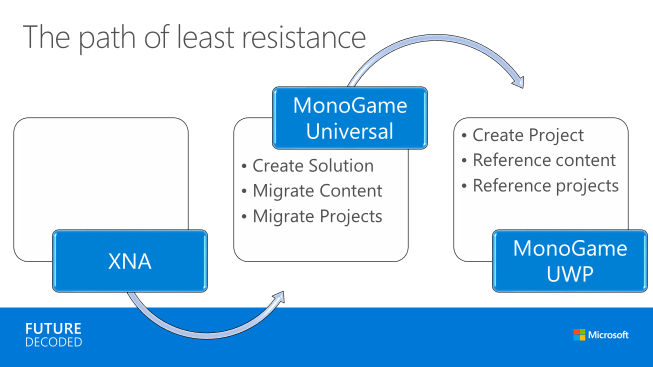 The path of least resistance
XNA
MonoGame
Universal
• Create Solution
• Migrate Content
• Migrate Projects
• Create Project
• Reference content
• Reference projects
MonoGame
UWP
FUTURE
DECODED
Microsoft